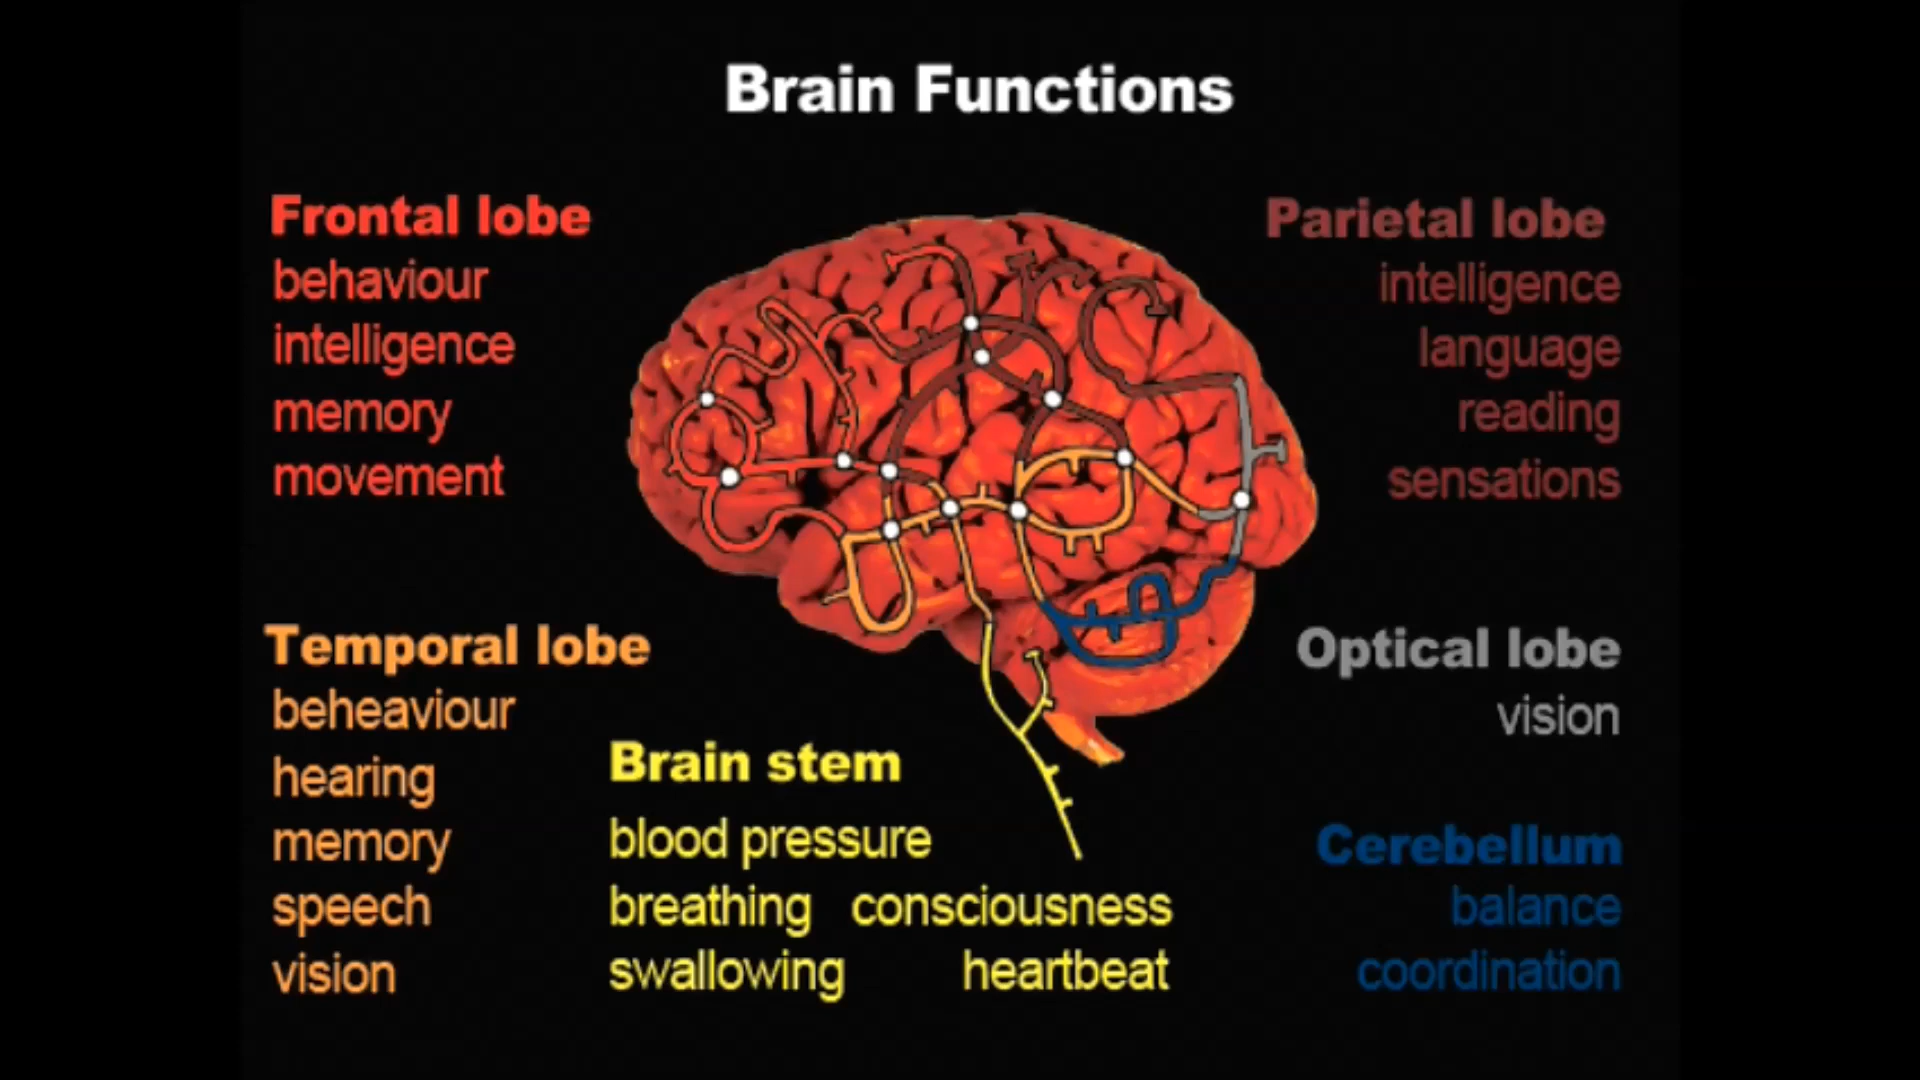 Brain Functions
Frontal lobe
behaviour
intelligence
memory
movement
Parietal lobe
intelligence
language
reading
sensations
Temporal lobe
beheaviour
hearing
memory
speech
vision
Brain stem
blood pressure
breathing consciousness
swallowing heartbeat
Optical lobe
vision
Cerebellum
balance
coordination